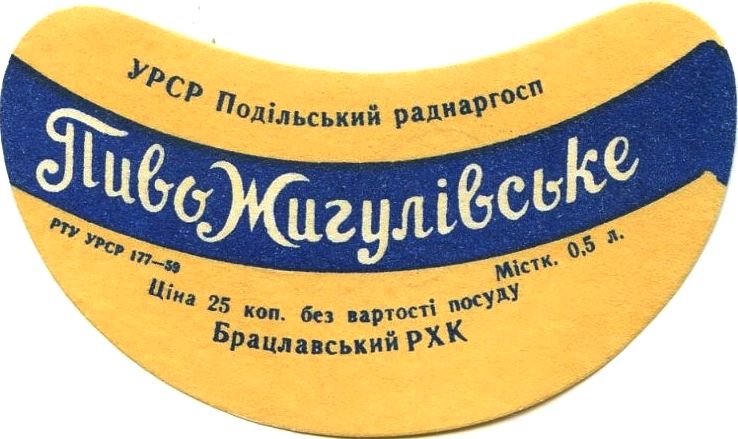 УРСР Подільський раднаргосп
Пиво Жигулівське
РТУ УРСР 177—59
Містк. 0,5 л.
Ціна 25 коп. без вартості посуду
Брацлавський РХК